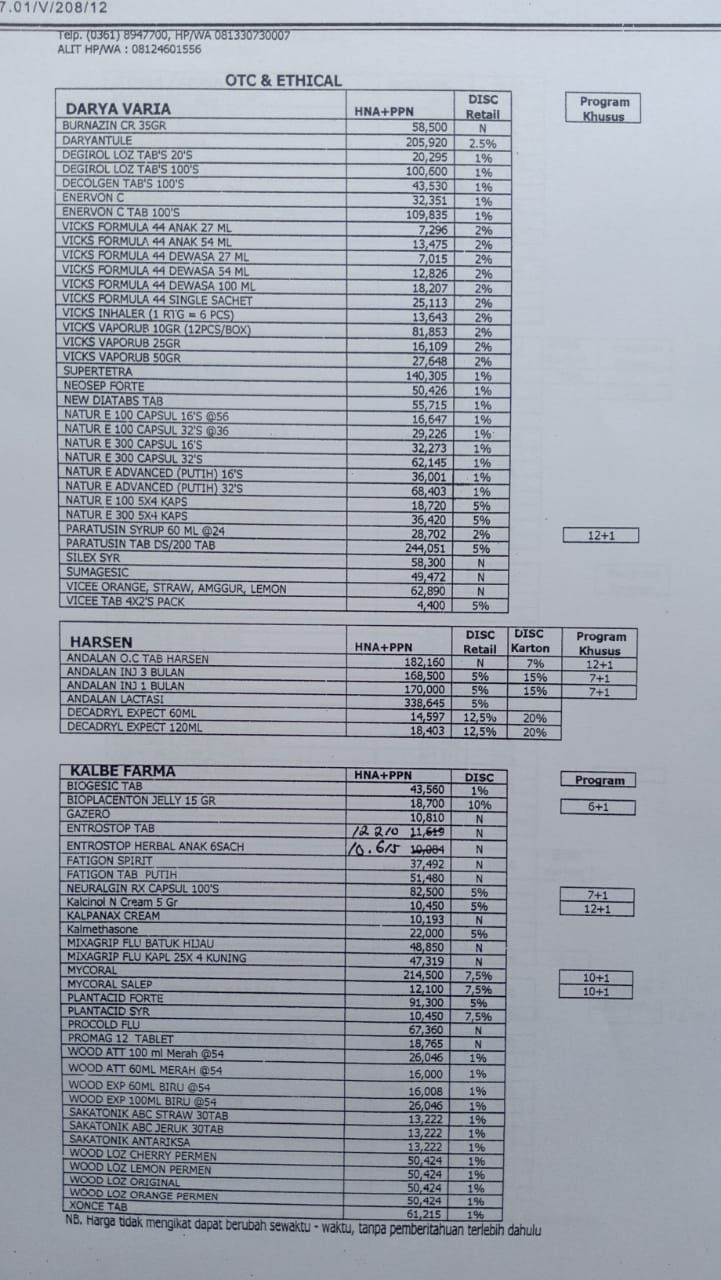 7.01/V/208/12
Telp. (0361) 8947700, HP/WA 081330730007
ALIT HP/WA : 08124601556
OTC & ETHICAL
DARYA VARIA HNA+PPN DISC Retail Program Khusus
BURNAZIN CR 35GR 58,500 N
DARYANTULE 205,920 2.5%
DEGIROL LOZ TAB'S 20'S 20,295 1%
DEGIROL LOZ TAB'S 100'S 100,600 1%
DECOLGEN TAB'S 100'S 43,530 1%
ENERVON C 32,351 1%
ENERVON C TAB 100'S 109,835 1%
VICKS FORMULA 44 ANAK 27 ML 7,296 2%
VICKS FORMULA 44 ANAK 54 ML 13,475 2%
VICKS FORMULA 44 DEWASA 27 ML 7,015 2%
VICKS FORMULA 44 DEWASA 54 ML 12,826 2%
VICKS FORMULA 44 DEWASA 100 ML 18,207 2%
VICKS FORMULA 44 SINGLE SACHET 25,113 2%
VICKS INHALER (1 RTG = 6 PCS) 13,643 2%
VICKS VAPORUB 10GR (12PCS/BOX) 81,853 2%
VICKS VAPORUB 25GR 16,109 2%
VICKS VAPORUB 50GR 27,648 2%
SUPERTETRA 140,305 1%
NEOSEP FORTE 50,426 1%
NEW DIATABS TAB 55,715 1%
NATUR E 100 CAPSUL 16'S @56 16,647 1%
NATUR E 100 CAPSUL 32'S @36 29,226 1%
NATUR E 300 CAPSUL 16'S 32,273 1%
NATUR E 300 CAPSUL 32'S 62,145 1%
NATUR E ADVANCED (PUTIH) 16'S 36,001 1%
NATUR E ADVANCED (PUTIH) 32'S 68,403 1%
NATUR E 100 5X4 KAPS 18,720 5%
NATUR E 300 5X4 KAPS 36,420 5%
PARATUSIN SYRUP 60 ML @24 28,702 2% 12+1
PARATUSIN TAB DS/200 TAB 244,051 5%
SILEX SYR 58,300 N
SUMAGESIC 49,472 N
VICEE ORANGE, STRAW, AMGGUR, LEMON 62,890 N
VICEE TAB 4X2'S PACK 4,400 5%
HARSEN HNA+PPN DISC Retail DISC Karton Program Khusus
ANDALAN O.C TAB HARSEN 182,160 N 7% 12+1
ANDALAN INJ 3 BULAN 168,500 5% 15% 7+1
ANDALAN INJ 1 BULAN 170,000 5% 15% 7+1
ANDALAN LACTASI 338,645 5%
DECADRYL EXPECT 60ML 14,597 12,5% 20%
DECADRYL EXPECT 120ML 18,403 12,5% 20%
KALBE FARMA HNA+PPN DISC Program
BIOGESIC TAB 43,560 1%
BIOPLACENTON JELLY 15 GR 18,700 10% 6+1
GAZERO 10,810 N
ENTROSTOP TAB 12 210 11,619 N
ENTROSTOP HERBAL ANAK 6SACH 10.615 10,084 N
FATIGON SPIRIT 37,492 N
FATIGON TAB PUTIH 51,480 N
NEURALGIN RX CAPSUL 100'S 82,500 5% 7+1
Kalcinol N Cream 5 Gr 10,450 5% 12+1
KALPANAX CREAM 10,193 N
Kalmethasone 22,000 5%
MIXAGRIP FLU BATUK HIJAU 48,850 N
MIXAGRIP FLU KAPL 25X 4 KUNING 47,319 N
MYCORAL 214,500 7,5% 10+1
MYCORAL SALEP 12,100 7,5% 10+1
PLANTACID FORTE 91,300 5%
PLANTACID SYR 10,450 7,5%
PROCOLD FLU 67,360 N
PROMAG 12 TABLET 18,765 N
WOOD ATT 100 ml Merah @54 26,046 1%
WOOD ATT 60ML MERAH @54 16,000 1%
WOOD EXP 60ML BIRU @54 16,008 1%
WOOD EXP 100ML BIRU @54 26,046 1%
SAKATONIK ABC STRAW 30TAB 13,222 1%
SAKATONIK ABC JERUK 30TAB 13,222 1%
SAKATONIK ANTARIKSA 13,222 1%
WOOD LOZ CHERRY PERMEN 50,424 1%
WOOD LOZ LEMON PERMEN 50,424 1%
WOOD LOZ ORIGINAL 50,424 1%
WOOD LOZ ORANGE PERMEN 50,424 1%
XONCE TAB 61,215 1%
NB. Harga tidak mengikat dapat berubah sewaktu - waktu, tanpa pemberitahuan terlebih dahulu